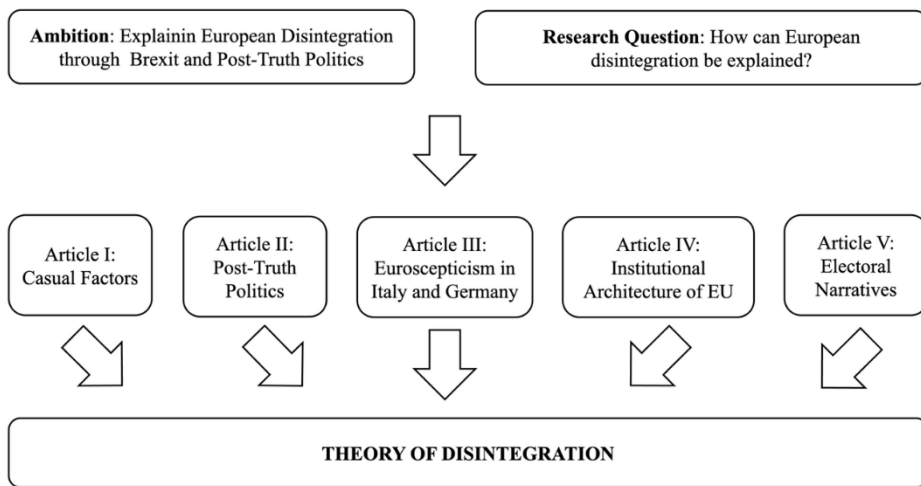 Ambition: Explainin European Disintegration
through Brexit and Post-Truth Politics
Research Question: How can European
disintegration be explained?
Article I:
Casual Factors
Article II:
Post-Truth
Politics
Article III:
Euroscepticism in
Italy and Germany
Article IV:
Institutional
Architecture of EU
Article V:
Electoral
Narratives
THEORY OF DISINTEGRATION